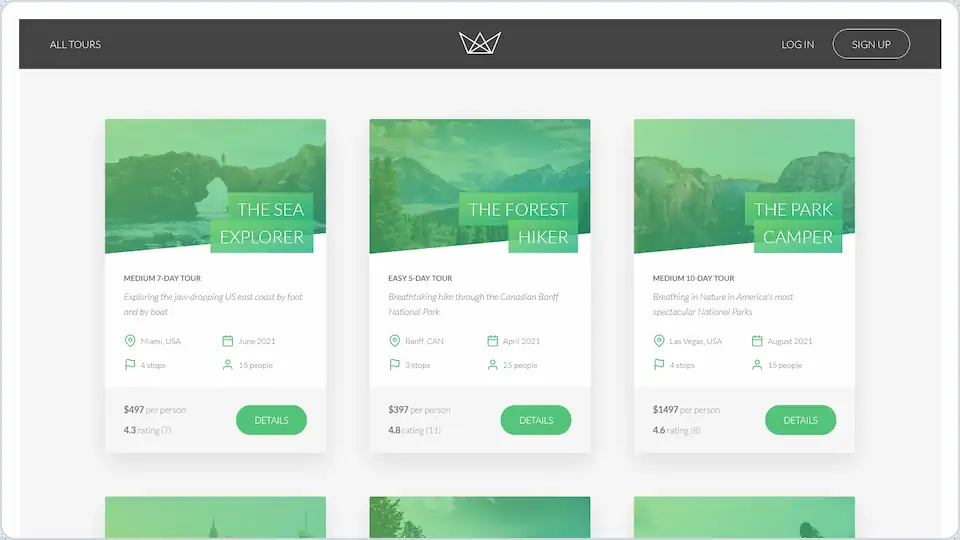 ALL TOURS
LOG IN
SIGN UP
THE SEA
EXPLORER
MEDIUM 7-DAY TOUR
Exploring the jaw-dropping US east coast by foot
and by boat
Miami, USA
June 2021
4 stops
15 people
$497 per person
4.3 rating (7)
DETAILS
THE FOREST
HIKER
EASY 5-DAY TOUR
Breathtaking hike through the Canadian Banff
National Park
Banff, CAN
April 2021
3 stops
25 people
$397 per person
4.8 rating (11)
DETAILS
THE PARK
CAMPER
MEDIUM 10-DAY TOUR
Breathing in Nature in America's most
spectacular National Parks
Las Vegas, USA
August 2021
4 stops
15 people
$1497 per person
4.6 rating (8)
DETAILS